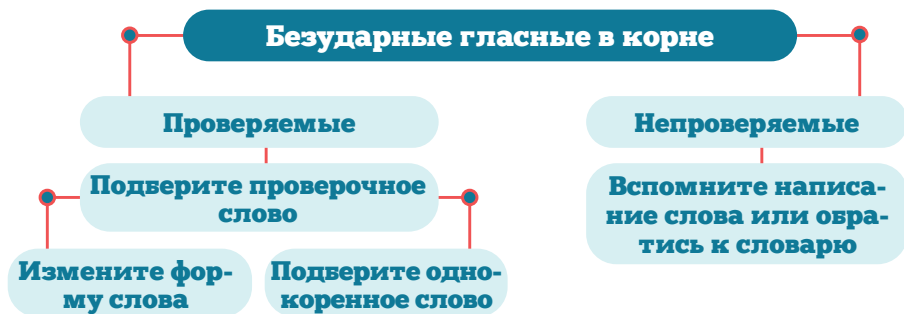 Безударные гласные в корне
Проверяемые
Непроверяемые
Подберите проверочное
слово
Вспомните написа-
ние слова или обра-
тись к словарю
Измените фор-
му слова
Подберите одно-
коренное слово